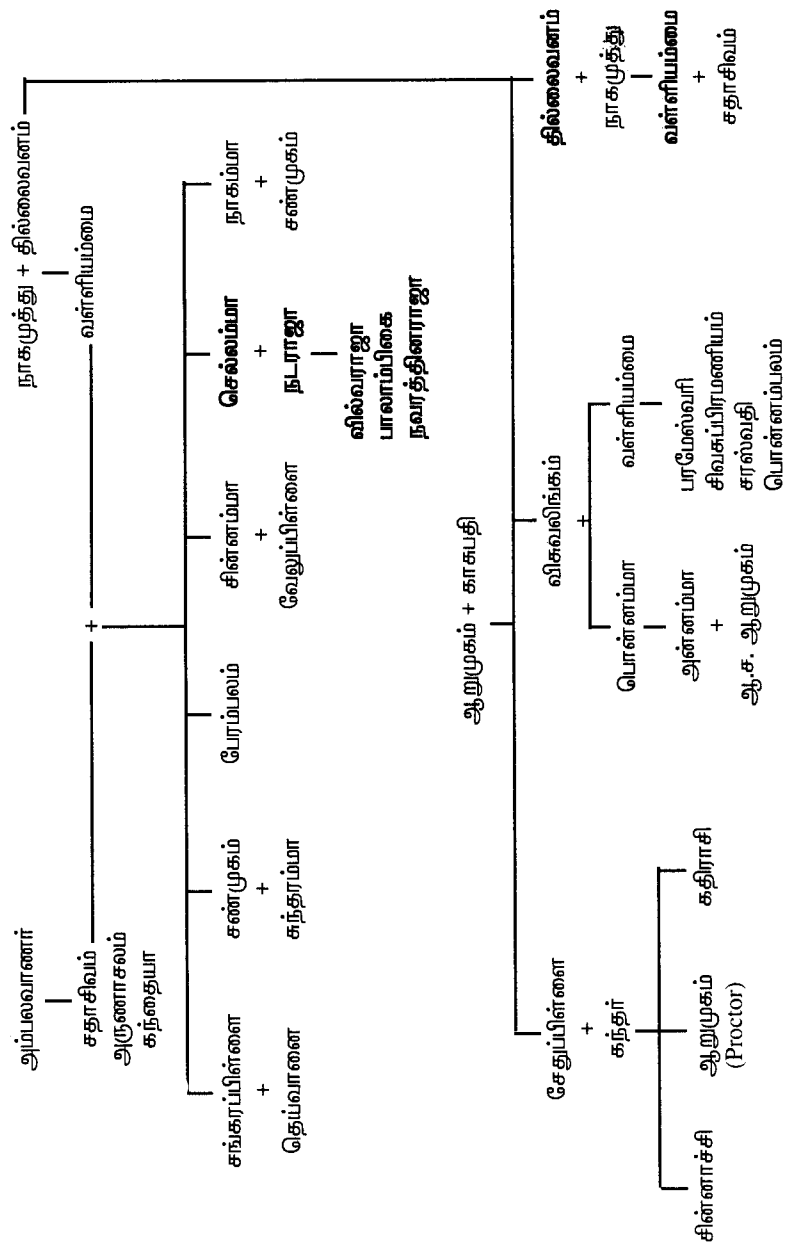 அம்பலவாணர்
நாகமுத்து + தில்லைவனம்
சதாசிவம்
அருணாசலம்
கந்தையா
+
வள்ளியம்மை
சங்கரப்பிள்ளை
+
தெய்வானை
சண்முகம்
+
சுந்தரம்மா
பேரம்பலம்
சின்னம்மா
+
வேலுப்பிள்ளை
செல்லம்மா
+
நடராஜா
வில்வராஜா
பாலாம்பிகை
நவரத்தினராஜா
நாகம்மா
+
சண்முகம்
ஆறுமுகம் + காசுபதி
சேதுப்பிள்ளை
+
கந்தர்
சின்னாச்சி
ஆறுமுகம்
(Proctor)
கதிராசி
விசுவலிங்கம்
+
பொன்னம்மா
அன்னம்மா
+
ஆ.ச. ஆறுமுகம்
வள்ளியம்மை
பரமேஸ்வரி
சிவசுப்பிரமணியம்
சரஸ்வதி
பொன்னம்பலம்
தில்லைவனம்
+
நாகமுத்து
வள்ளியம்மை
+
சதாசிவம்